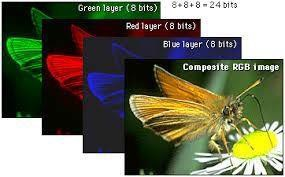 Green layer (8 bits)
8+8+8 = 24 bits
Red layer (8 bits)
Blue layer (8 bits)
Composite RGB image